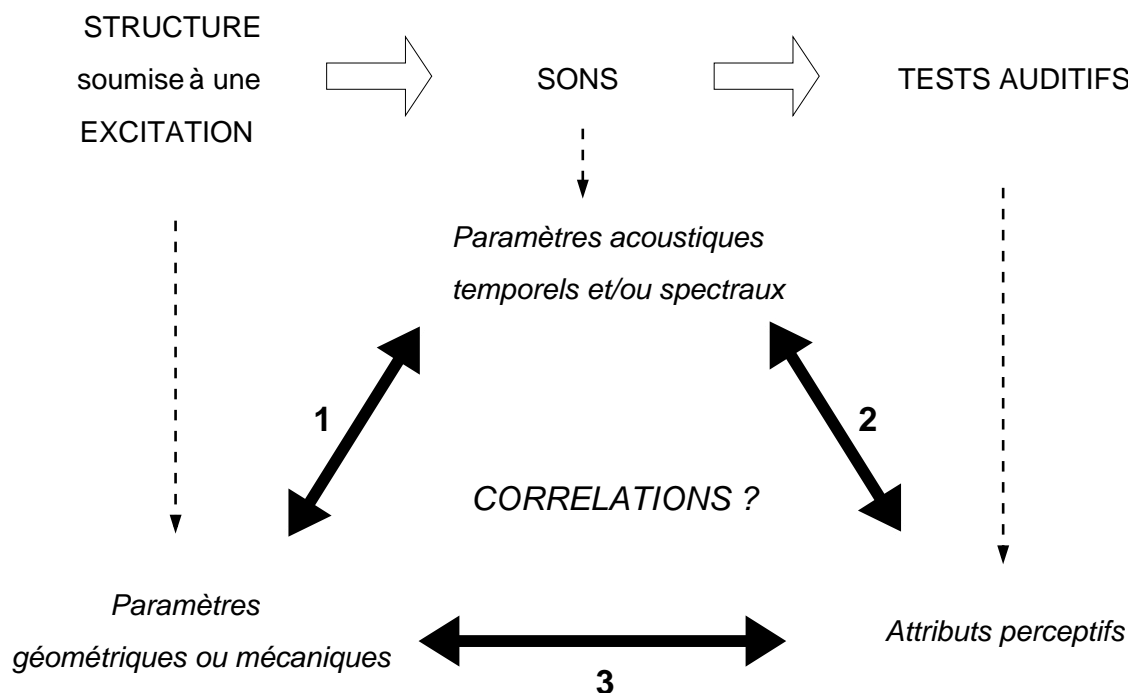 STRUCTURE
soumise à une
EXCITATION
SONS
TESTS AUDITIFS
Paramètres acoustiques
temporels et/ou spectraux
1
2
CORRELATIONS ?
Paramètres
géométriques ou mécaniques
Attributs perceptifs
3